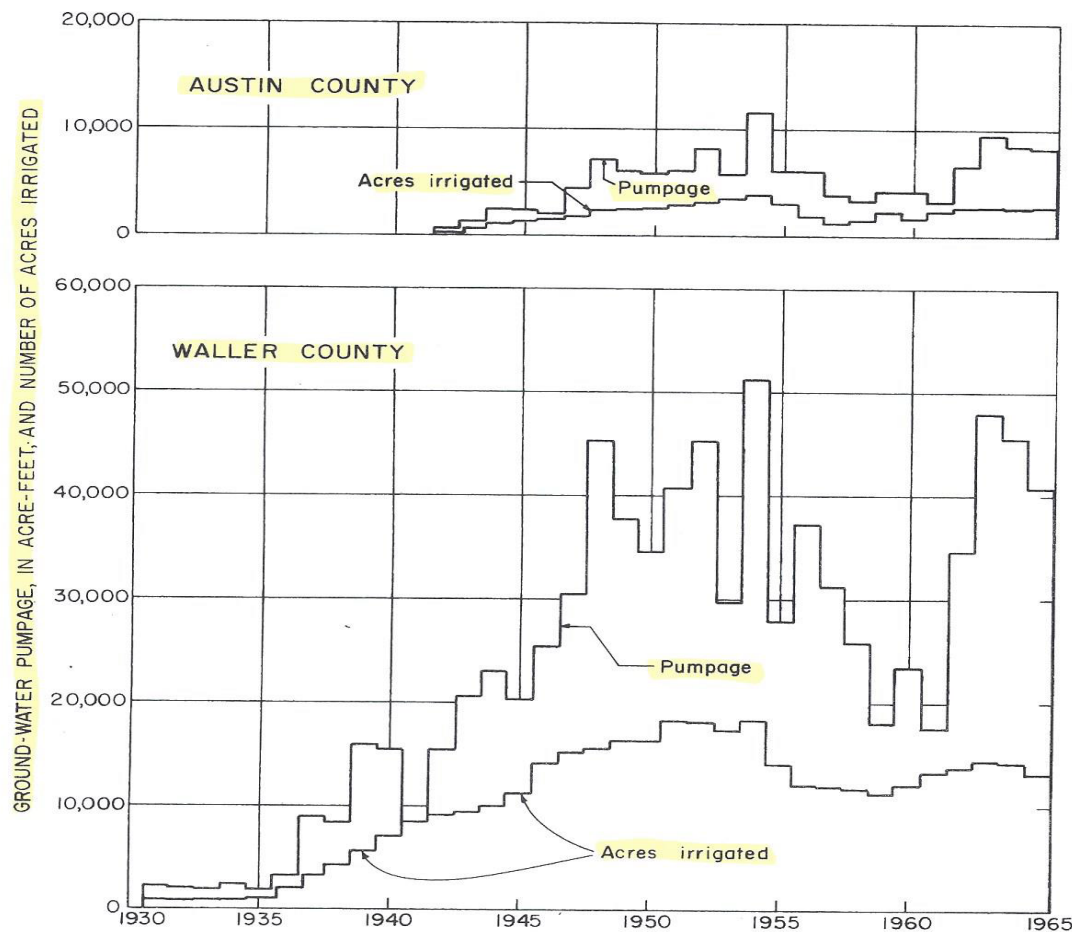 GROUND-WATER PUMPAGE, IN ACRE-FEET, AND NUMBER OF ACRES IRRIGATED
20,000
AUSTIN COUNTY
10,000
Acres irrigated
Pumpage
0
60,000
WALLER COUNTY
50,000
40,000
30,000
Pumpage
20,000
10,000
Acres irrigated
0
1930 1935 1940 1945 1950 1955 1960 1965